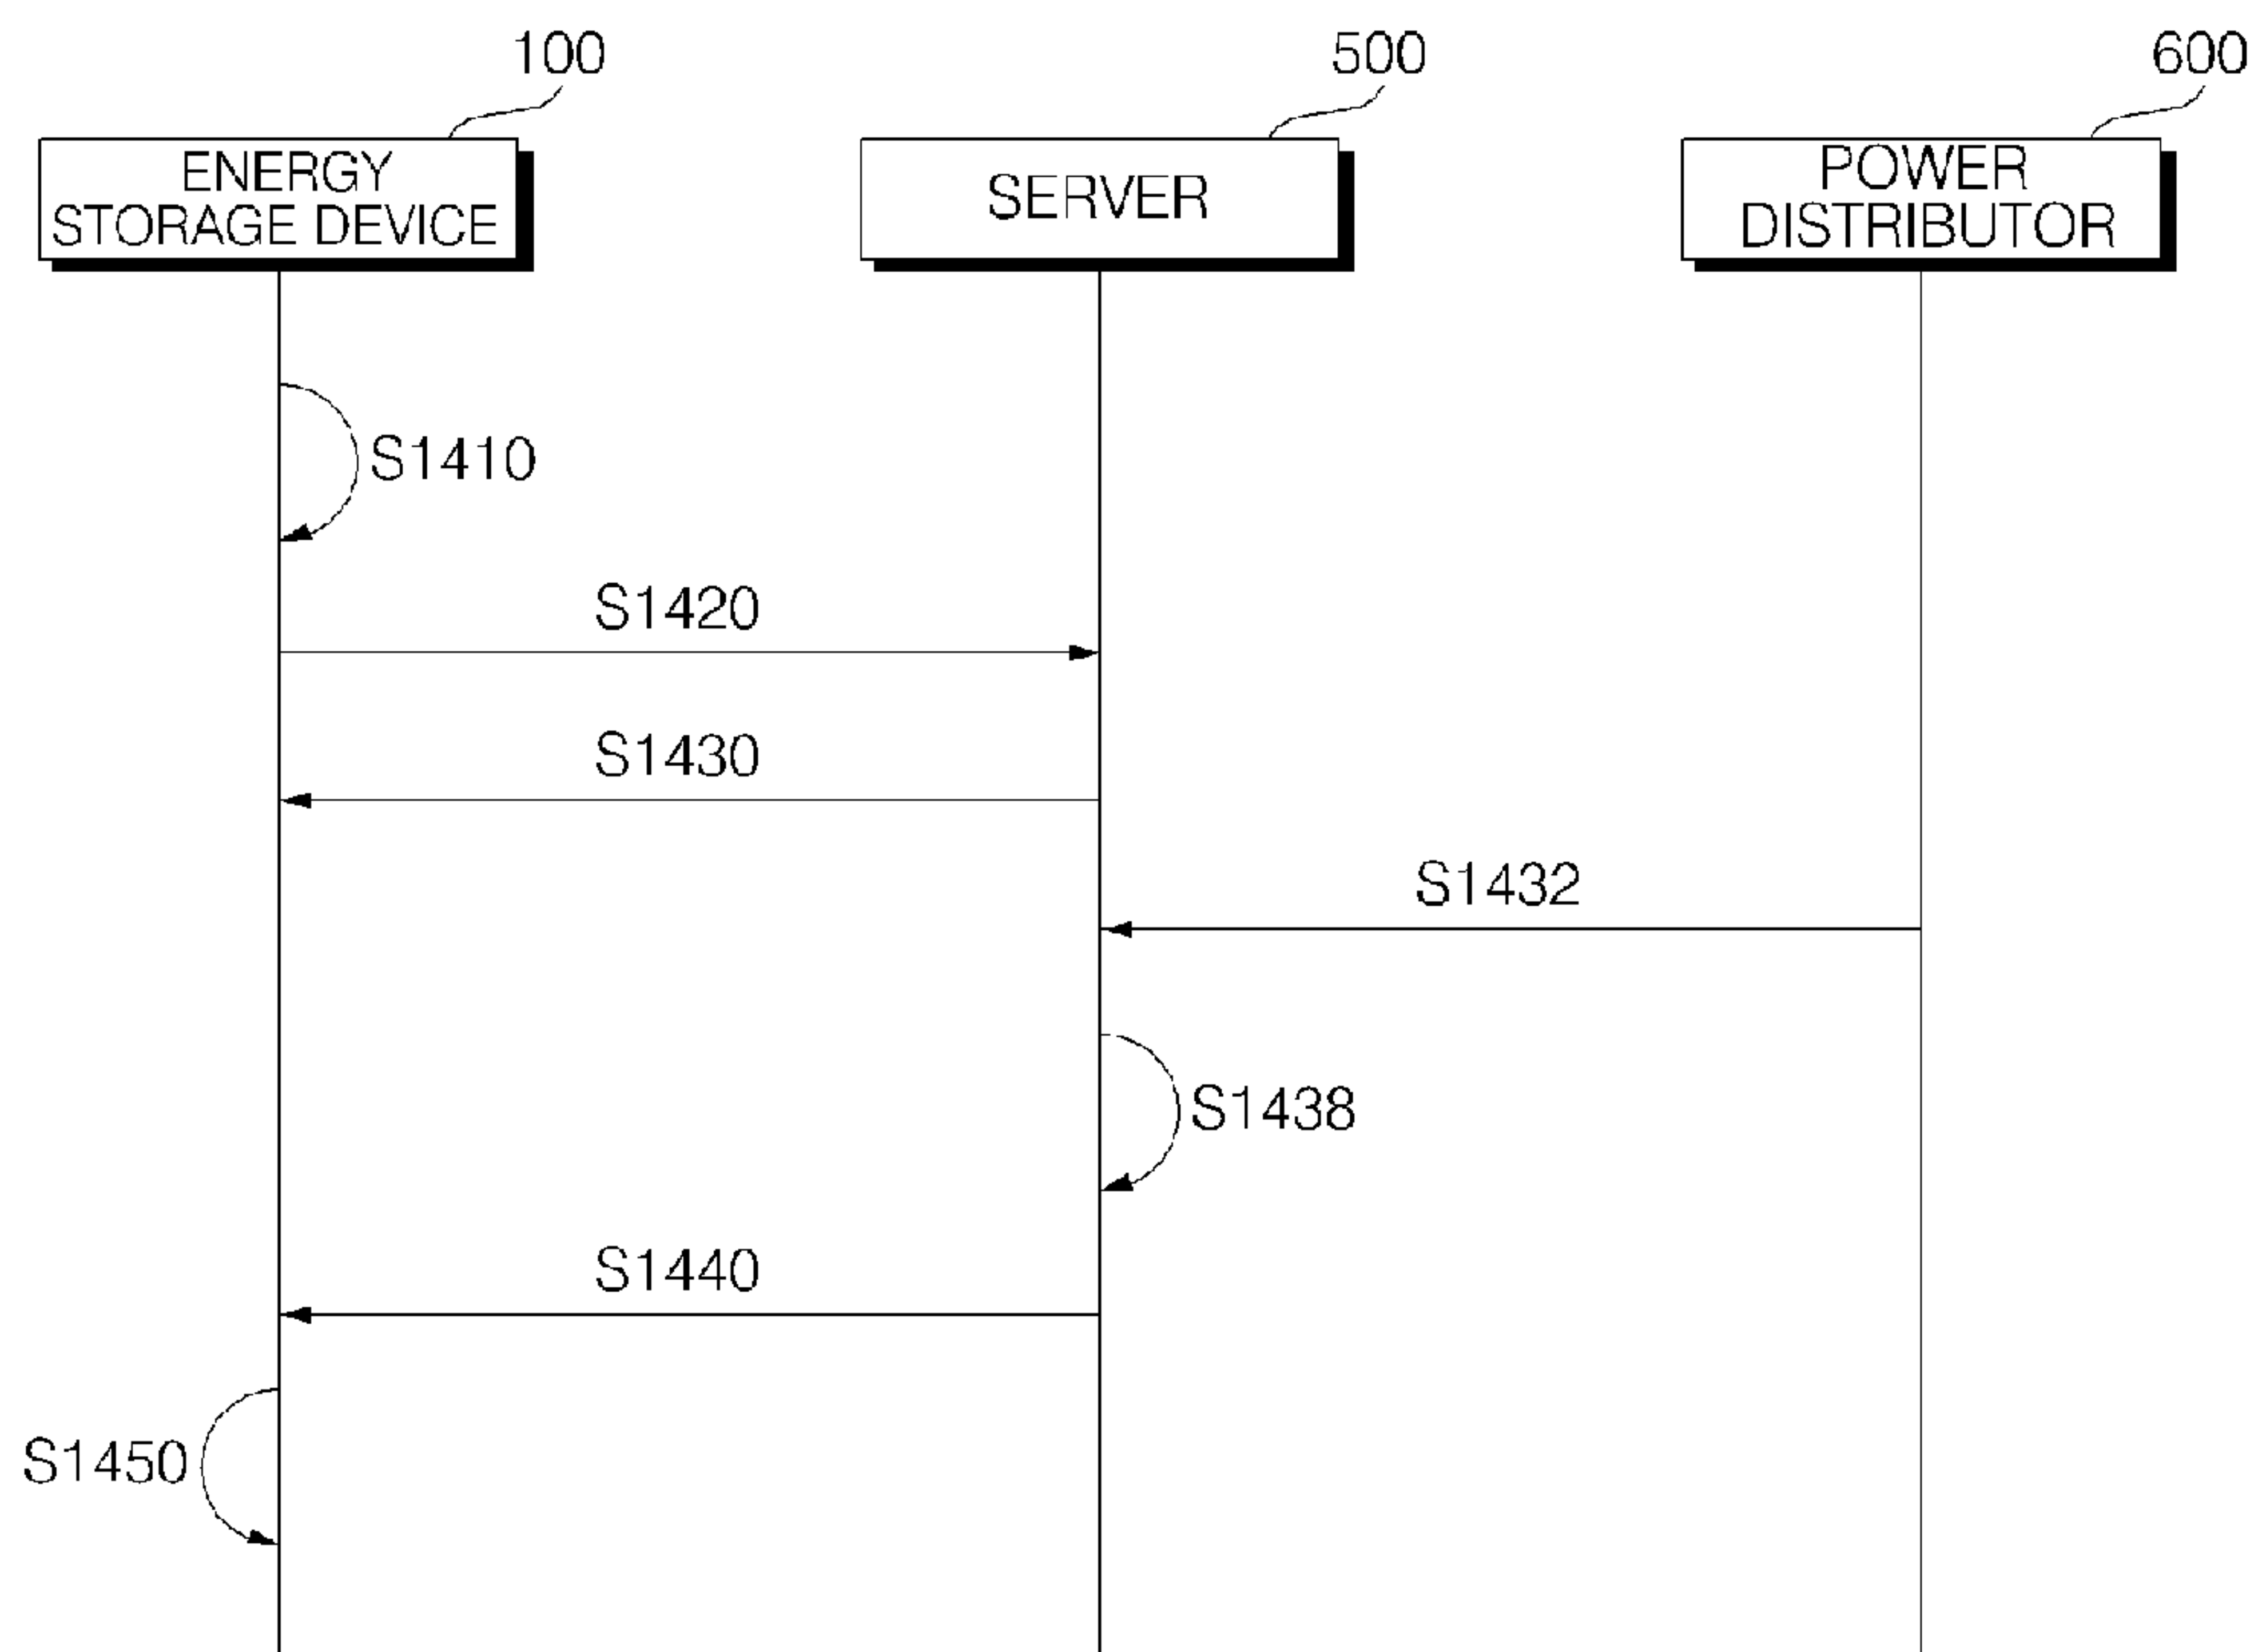 100
500
600
ENERGY
STORAGE DEVICE
SERVER
POWER
DISTRIBUTOR
S1410
S1420
S1430
S1432
S1438
S1440
S1450